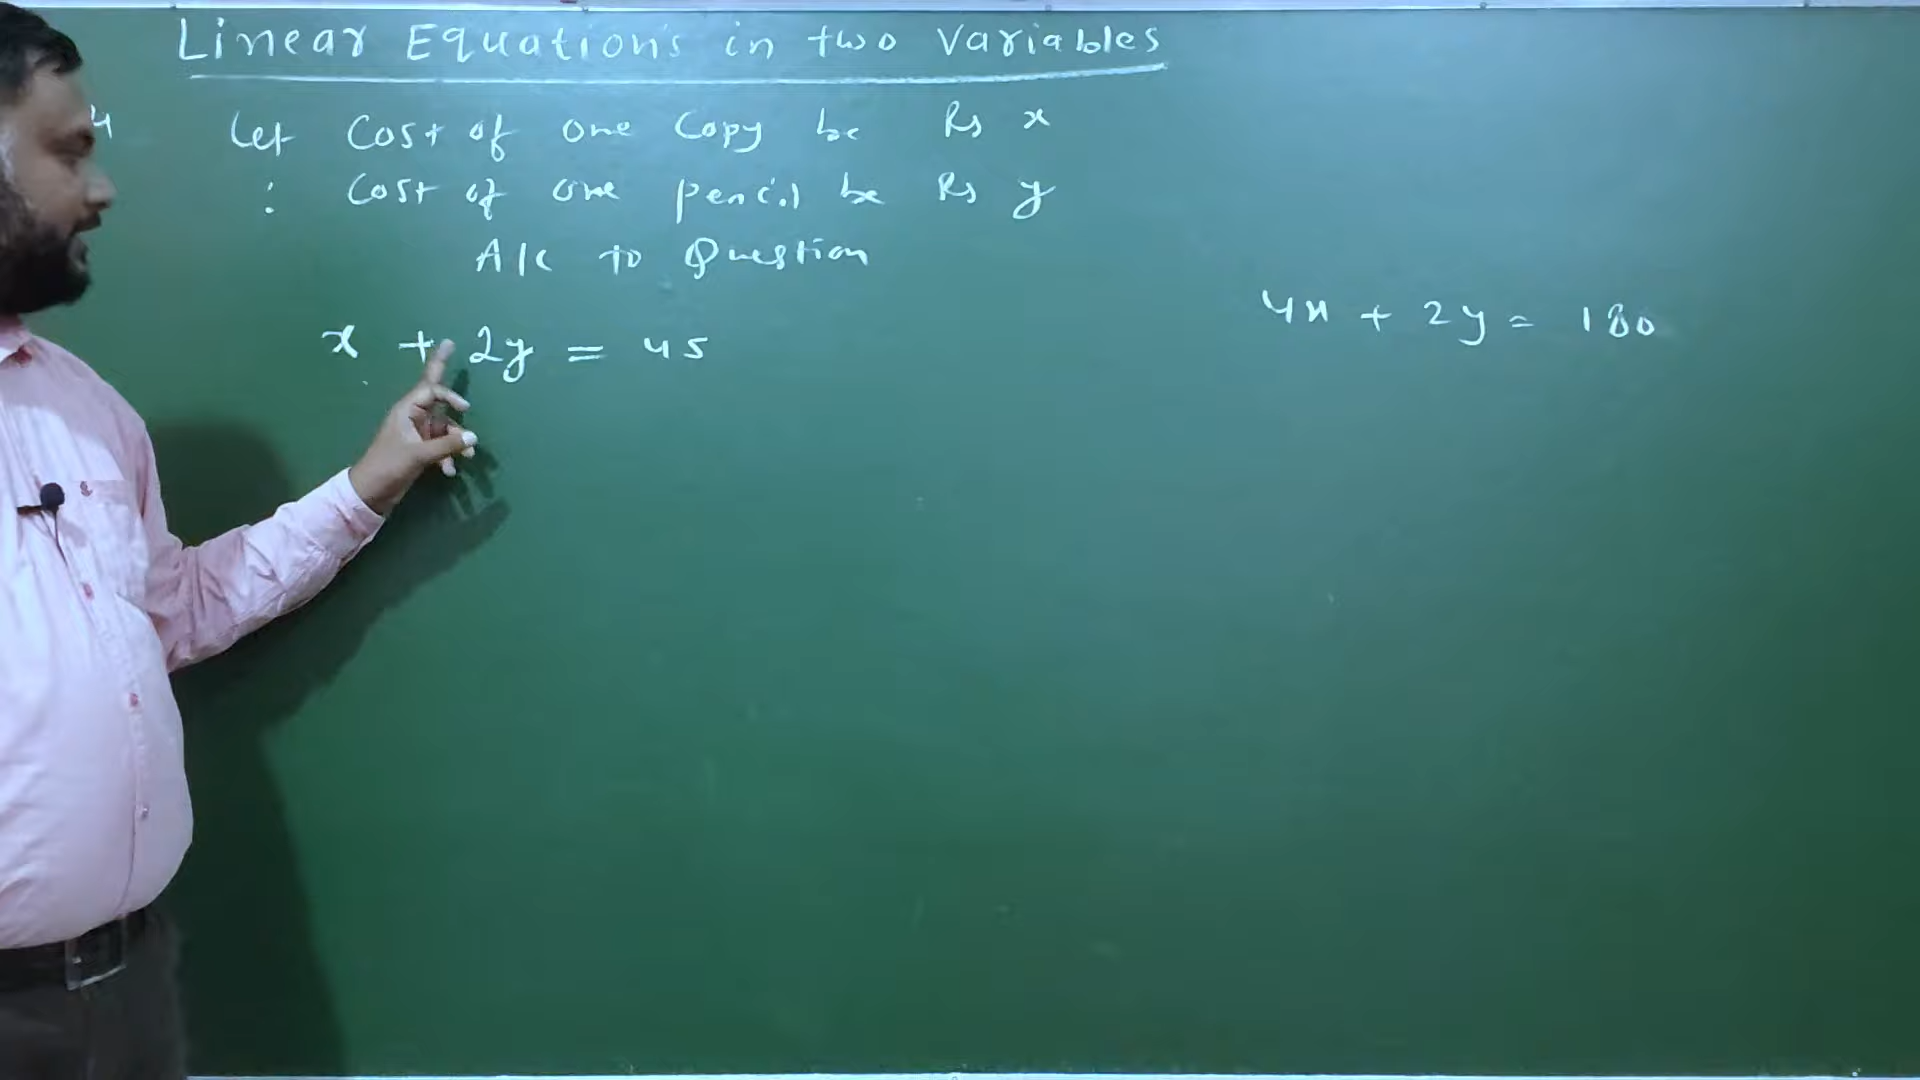 Linear Equations in two variables
4 Let Cost of one Copy be Rs x
: Cost of one pencil be Rs y
A/c to Question
x + 2y = 45
4x + 2y = 180